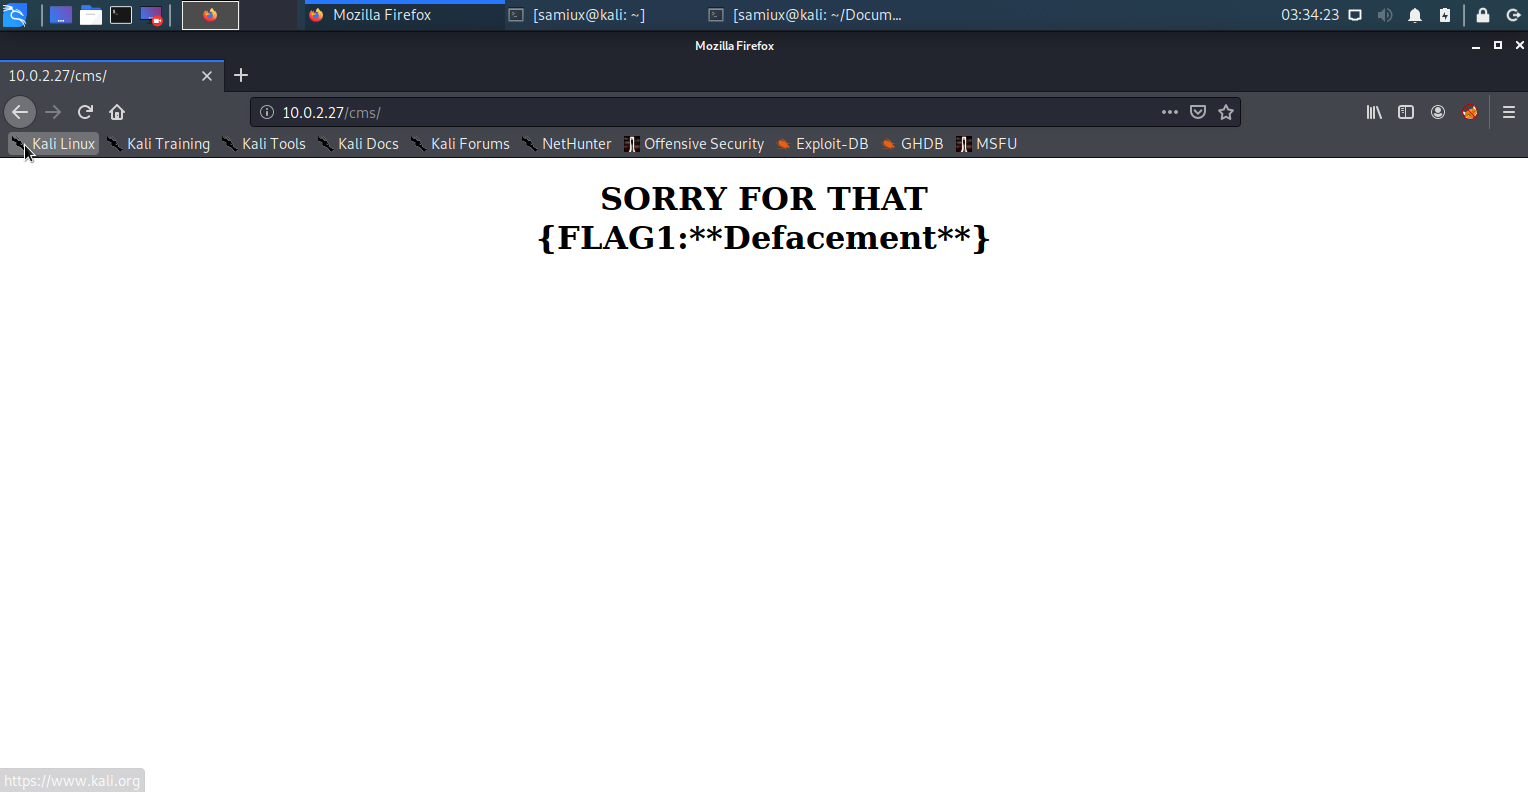 Mozilla Firefox
[samiux@kali: ~]
[samiux@kali: ~/Docum...
03:34:23
Mozilla Firefox
10.0.2.27/cms/
10.0.2.27/cms/
Kali Linux
Kali Training
Kali Tools
Kali Docs
Kali Forums
NetHunter
Offensive Security
Exploit-DB
GHDB
MSFU
SORRY FOR THAT
{FLAG1:**Defacement**}
https://www.kali.org